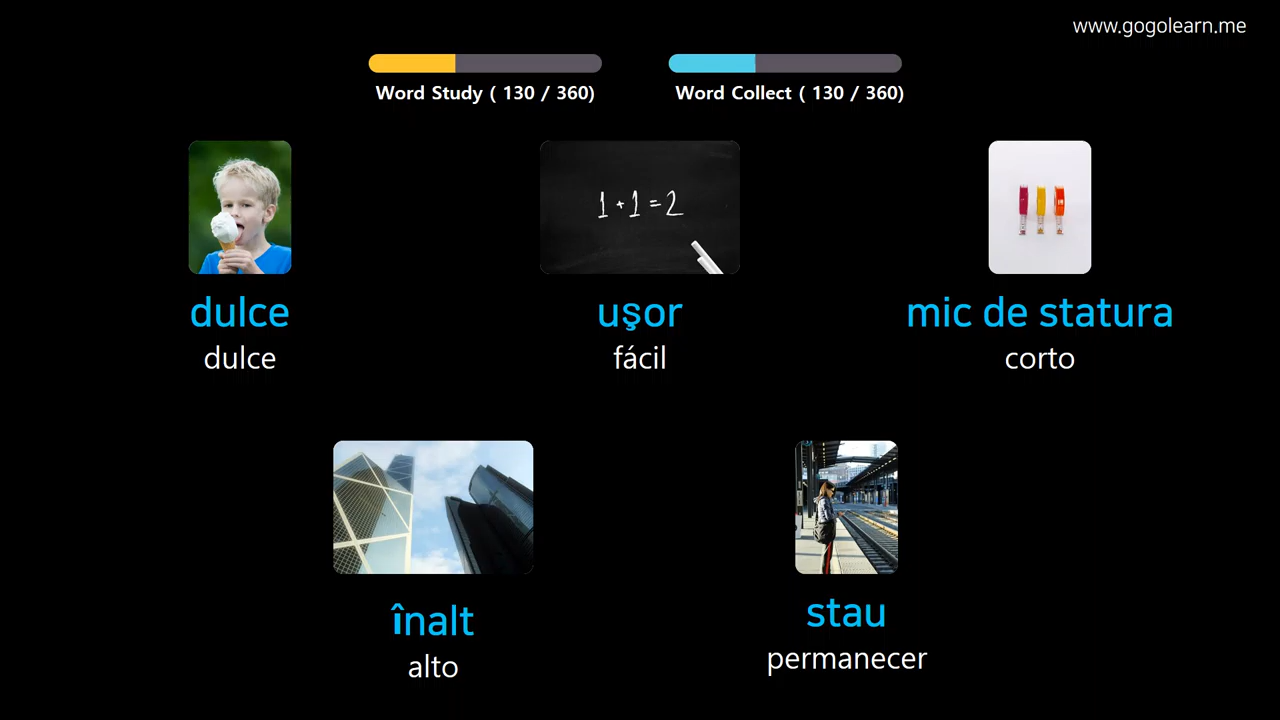 www.gogolearn.me
Word Study ( 130 / 360)
Word Collect ( 130 / 360)
1 + 1 = 2
dulce
dulce
uşor
fácil
mic de statura
corto
înalt
alto
stau
permanecer